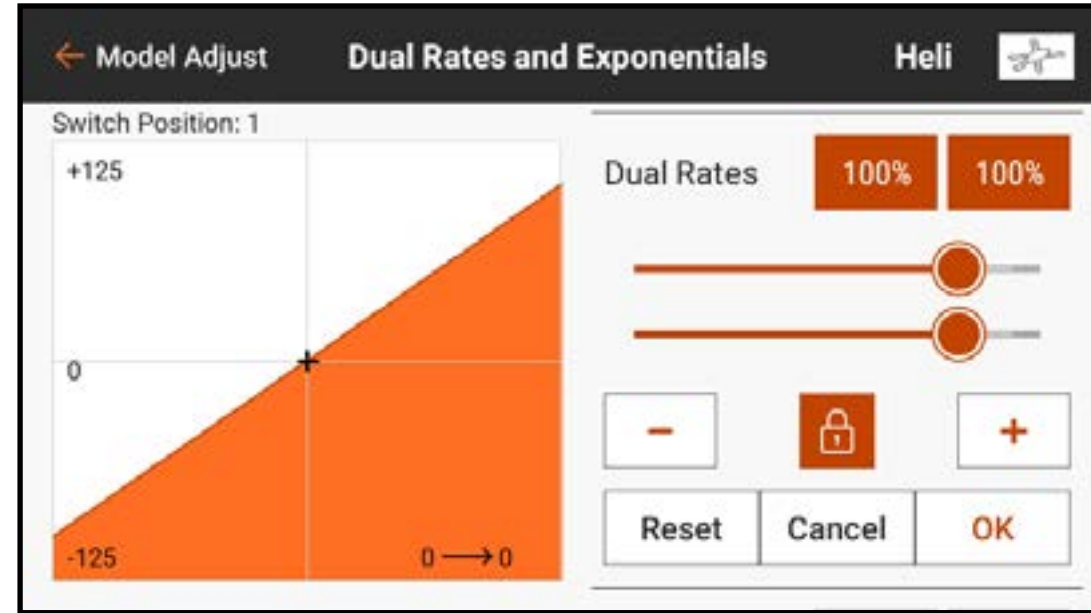 ← Model Adjust Dual Rates and Exponentials Heli
Switch Position: 1
+125
0
-125
0 → 0
Dual Rates 100% 100%
− +
Reset Cancel OK